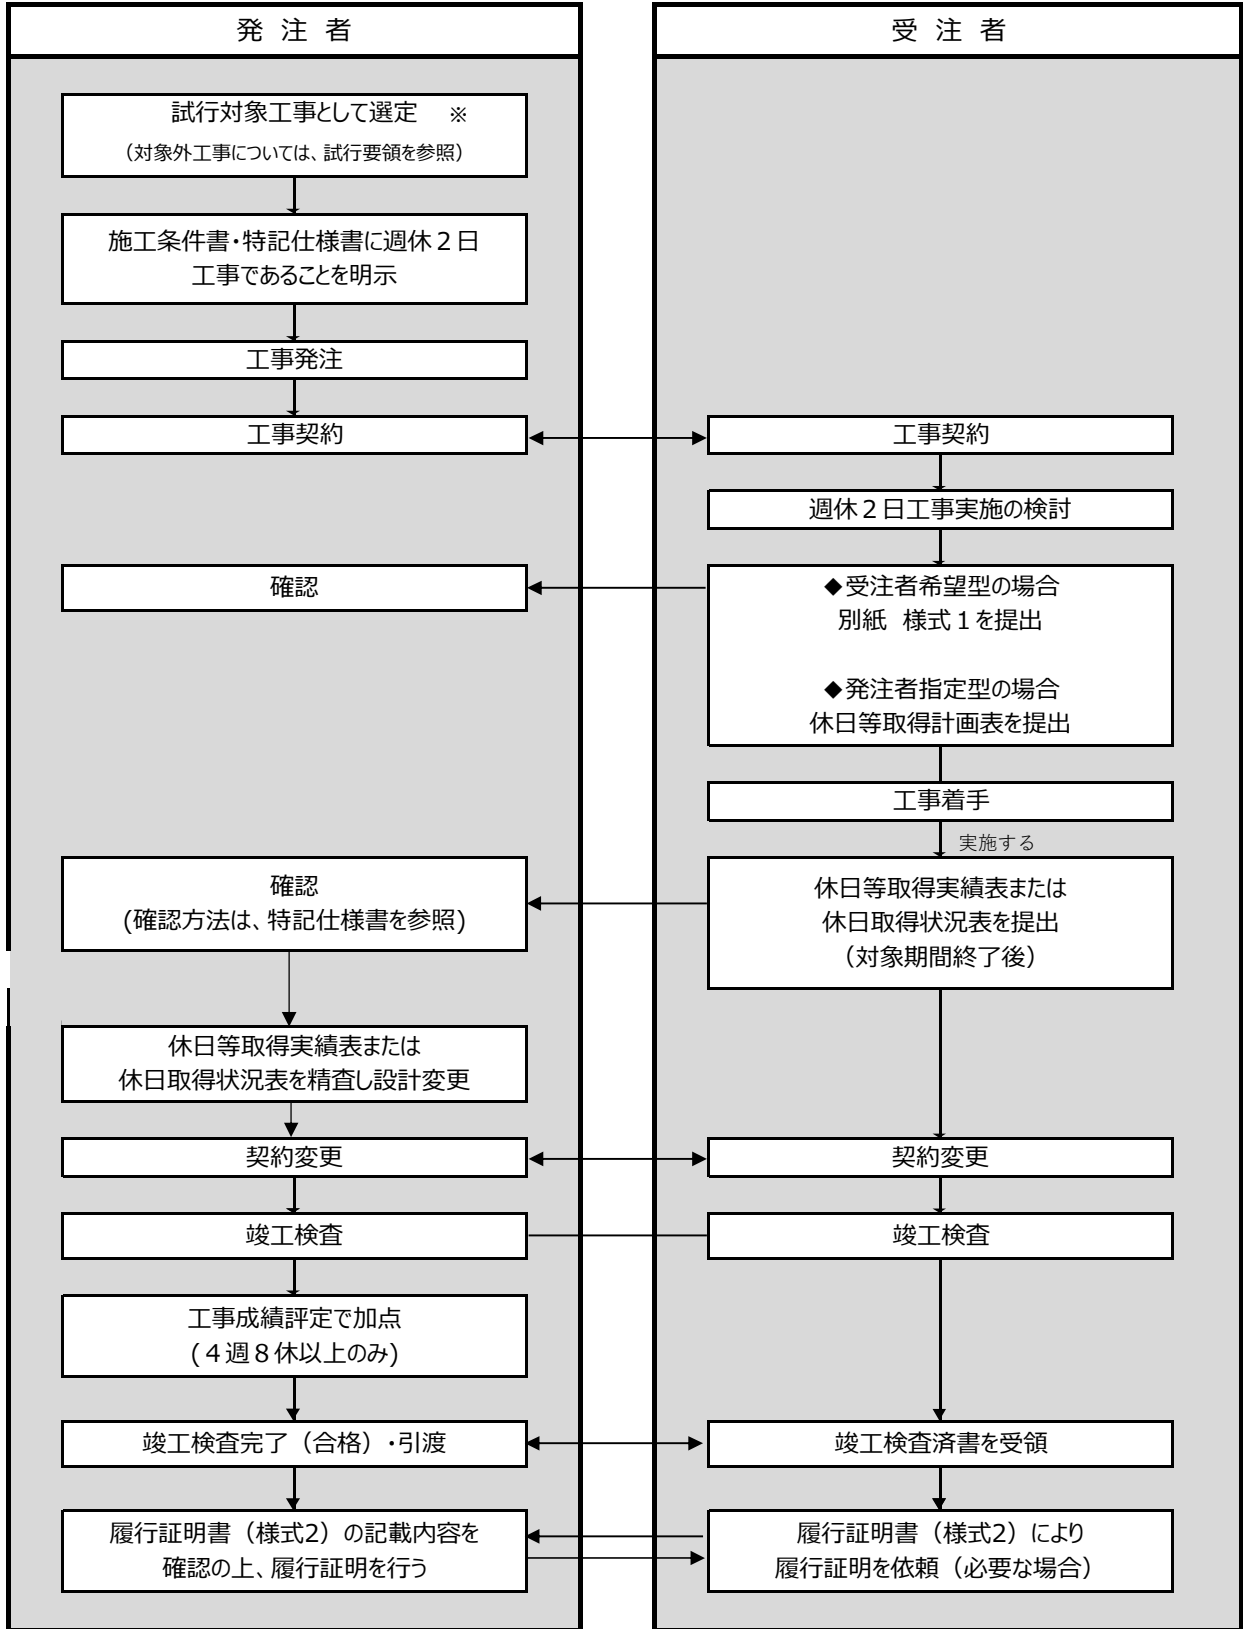 発 注 者
受 注 者
試行対象工事として選定　※
（対象外工事については、試行要領を参照）
施工条件書・特記仕様書に週休２日
工事であることを明示
工事発注
工事契約
工事契約
週休２日工事実施の検討
確認
◆受注者希望型の場合
別紙　様式１を提出
◆発注者指定型の場合
休日等取得計画表を提出
工事着手
実施する
確認
(確認方法は、特記仕様書を参照)
休日等取得実績表または
休日取得状況表を提出
（対象期間終了後）
休日等取得実績表または
休日取得状況表を精査し設計変更
契約変更
契約変更
竣工検査
竣工検査
工事成績評定で加点
(４週８休以上のみ)
竣工検査完了（合格）・引渡
竣工検査済書を受領
履行証明書（様式2）の記載内容を
確認の上、履行証明を行う
履行証明書（様式2）により
履行証明を依頼（必要な場合）